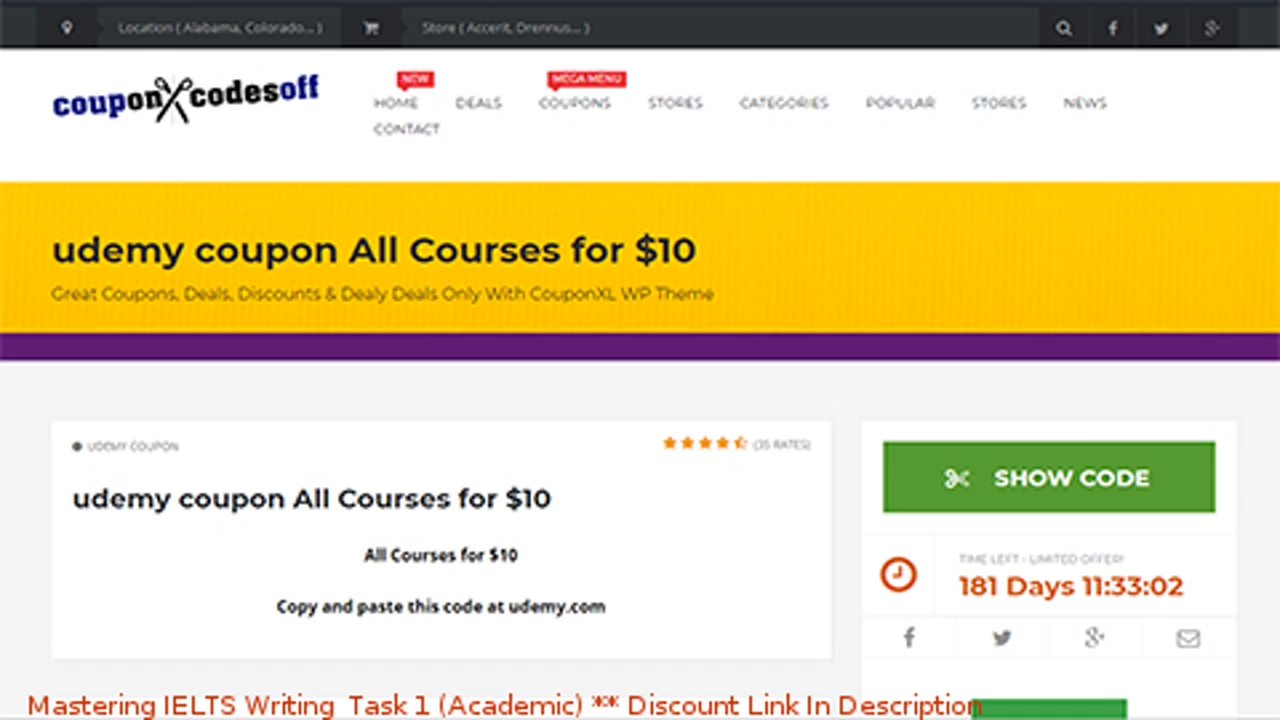 Location ( Alabama, Colorado... ) Store ( Accerit, Drennus... )
couponXcodesoff
NEW MEGA MENU
HOME DEALS COUPONS STORES CATEGORIES POPULAR STORES NEWS
CONTACT
udemy coupon All Courses for $10
Great Coupons, Deals, Discounts & Dealy Deals Only With CouponXL WP Theme
UDEMY COUPON (35 RATES)
SHOW CODE
udemy coupon All Courses for $10
All Courses for $10
TIME LEFT - LIMITED OFFER!
181 Days 11:33:02
Copy and paste this code at udemy.com
Mastering IELTS Writing Task 1 (Academic) ** Discount Link In Description